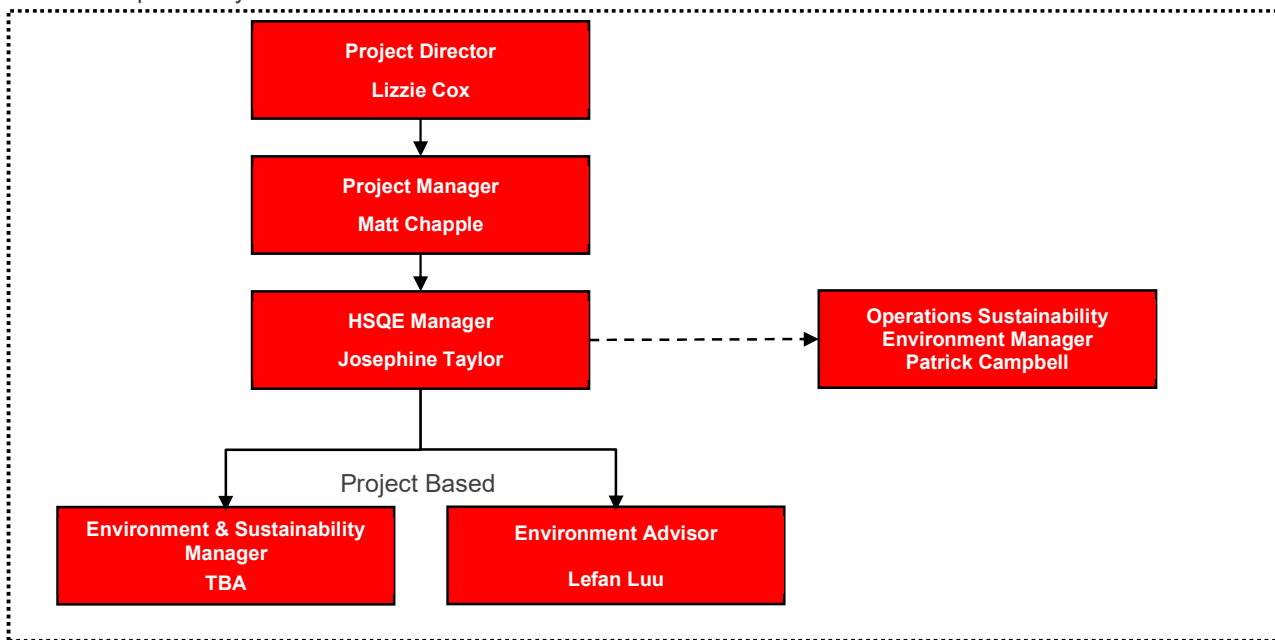 Project Director
Lizzie Cox
Project Manager
Matt Chapple
HSQE Manager
Josephine Taylor
Operations Sustainability
Environment Manager
Patrick Campbell
Project Based
Environment & Sustainability
Manager
TBA
Environment Advisor
Lefan Luu